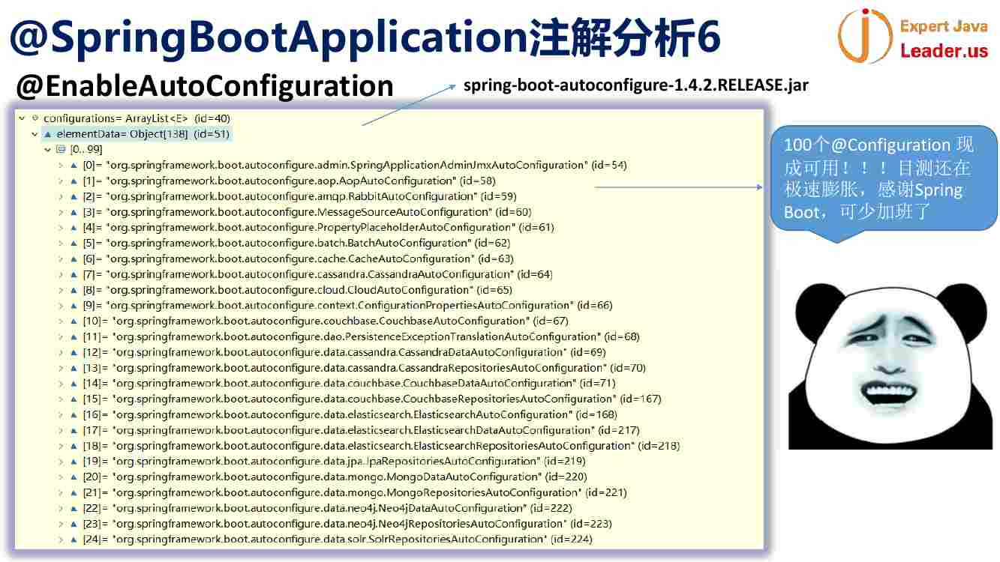 @SpringBootApplication注解分析6
Expert Java
Leader.us
@EnableAutoConfiguration
spring-boot-autoconfigure-1.4.2.RELEASE.jar
configurations= ArrayList<E> (id=40)
elementData= Object[138] (id=51)
[0...99]
[0]= "org.springframework.boot.autoconfigure.admin.SpringApplicationAdminJmxAutoConfiguration" (id=54)
[1]= "org.springframework.boot.autoconfigure.aop.AopAutoConfiguration" (id=58)
[2]= "org.springframework.boot.autoconfigure.amqp.RabbitAutoConfiguration" (id=59)
[3]= "org.springframework.boot.autoconfigure.MessageSourceAutoConfiguration" (id=60)
[4]= "org.springframework.boot.autoconfigure.PropertyPlaceholderAutoConfiguration" (id=61)
[5]= "org.springframework.boot.autoconfigure.batch.BatchAutoConfiguration" (id=62)
[6]= "org.springframework.boot.autoconfigure.cache.CacheAutoConfiguration" (id=63)
[7]= "org.springframework.boot.autoconfigure.cassandra.CassandraAutoConfiguration" (id=64)
[8]= "org.springframework.boot.autoconfigure.cloud.CloudAutoConfiguration" (id=65)
[9]= "org.springframework.boot.autoconfigure.context.ConfigurationPropertiesAutoConfiguration" (id=66)
[10]= "org.springframework.boot.autoconfigure.couchbase.CouchbaseAutoConfiguration" (id=67)
[11]= "org.springframework.boot.autoconfigure.dao.PersistenceExceptionTranslationAutoConfiguration" (id=68)
[12]= "org.springframework.boot.autoconfigure.data.cassandra.CassandraDataAutoConfiguration" (id=69)
[13]= "org.springframework.boot.autoconfigure.data.cassandra.CassandraRepositoriesAutoConfiguration" (id=70)
[14]= "org.springframework.boot.autoconfigure.data.couchbase.CouchbaseDataAutoConfiguration" (id=71)
[15]= "org.springframework.boot.autoconfigure.data.couchbase.CouchbaseRepositoriesAutoConfiguration" (id=167)
[16]= "org.springframework.boot.autoconfigure.data.elasticsearch.ElasticsearchAutoConfiguration" (id=168)
[17]= "org.springframework.boot.autoconfigure.data.elasticsearch.ElasticsearchDataAutoConfiguration" (id=217)
[18]= "org.springframework.boot.autoconfigure.data.elasticsearch.ElasticsearchRepositoriesAutoConfiguration" (id=218)
[19]= "org.springframework.boot.autoconfigure.data.jpa.JpaRepositoriesAutoConfiguration" (id=219)
[20]= "org.springframework.boot.autoconfigure.data.mongo.MongoDataAutoConfiguration" (id=220)
[21]= "org.springframework.boot.autoconfigure.data.mongo.MongoRepositoriesAutoConfiguration" (id=221)
[22]= "org.springframework.boot.autoconfigure.data.neo4j.Neo4jDataAutoConfiguration" (id=222)
[23]= "org.springframework.boot.autoconfigure.data.neo4j.Neo4jRepositoriesAutoConfiguration" (id=223)
[24]= "org.springframework.boot.autoconfigure.data.solr.SolrRepositoriesAutoConfiguration" (id=224)
100个@Configuration 现
成可用！！！目测还在
极速膨胀，感谢Spring
Boot，可少加班了